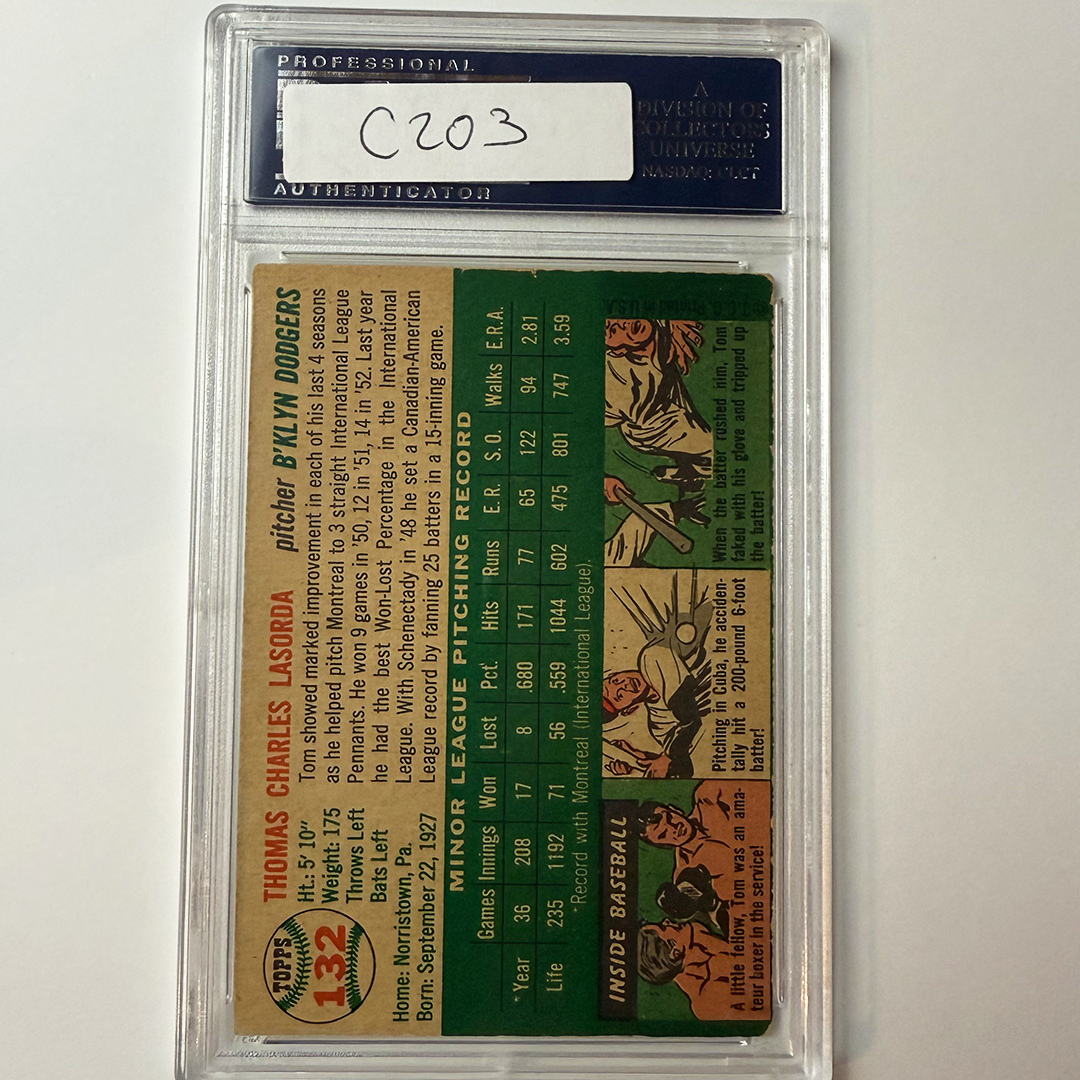 PROFESSIONAL
C203
AUTHENTICATOR
A
DIVISION OF
COLLECTORS
UNIVERSE
NASDAQ: CLCT
TOPPS
132
THOMAS CHARLES LASORDA pitcher B'KLYN DODGERS
Ht.: 5' 10"
Weight: 175
Throws Left
Bats Left
Home: Norristown, Pa.
Born: September 22, 1927
Tom showed marked improvement in each of his last 4 seasons
as he helped pitch Montreal to 3 straight International League
Pennants. He won 9 games in '50, 12 in '51, 14 in '52. Last year
he had the best Won-Lost Percentage in the International
League. With Schenectady in '48 he set a Canadian-American
League record by fanning 25 batters in a 15-inning game.
MINOR LEAGUE PITCHING RECORD
Games Innings Won Lost Pct. Hits Runs E.R. S.O. Walks E.R.A.
*Year 36 208 17 8 .680 171 77 65 122 94 2.81
Life 235 1192 71 56 .559 1044 602 475 801 747 3.59
*Record with Montreal (International League).
INSIDE BASEBALL
A little fellow, Tom was an ama-
teur boxer in the service!
Pitching in Cuba, he acciden-
tally hit a 200-pound 6-foot
batter!
When the batter rushed him, Tom
faked with his glove and tripped up
the batter!
© T.C.G. Printed in U.S.A.